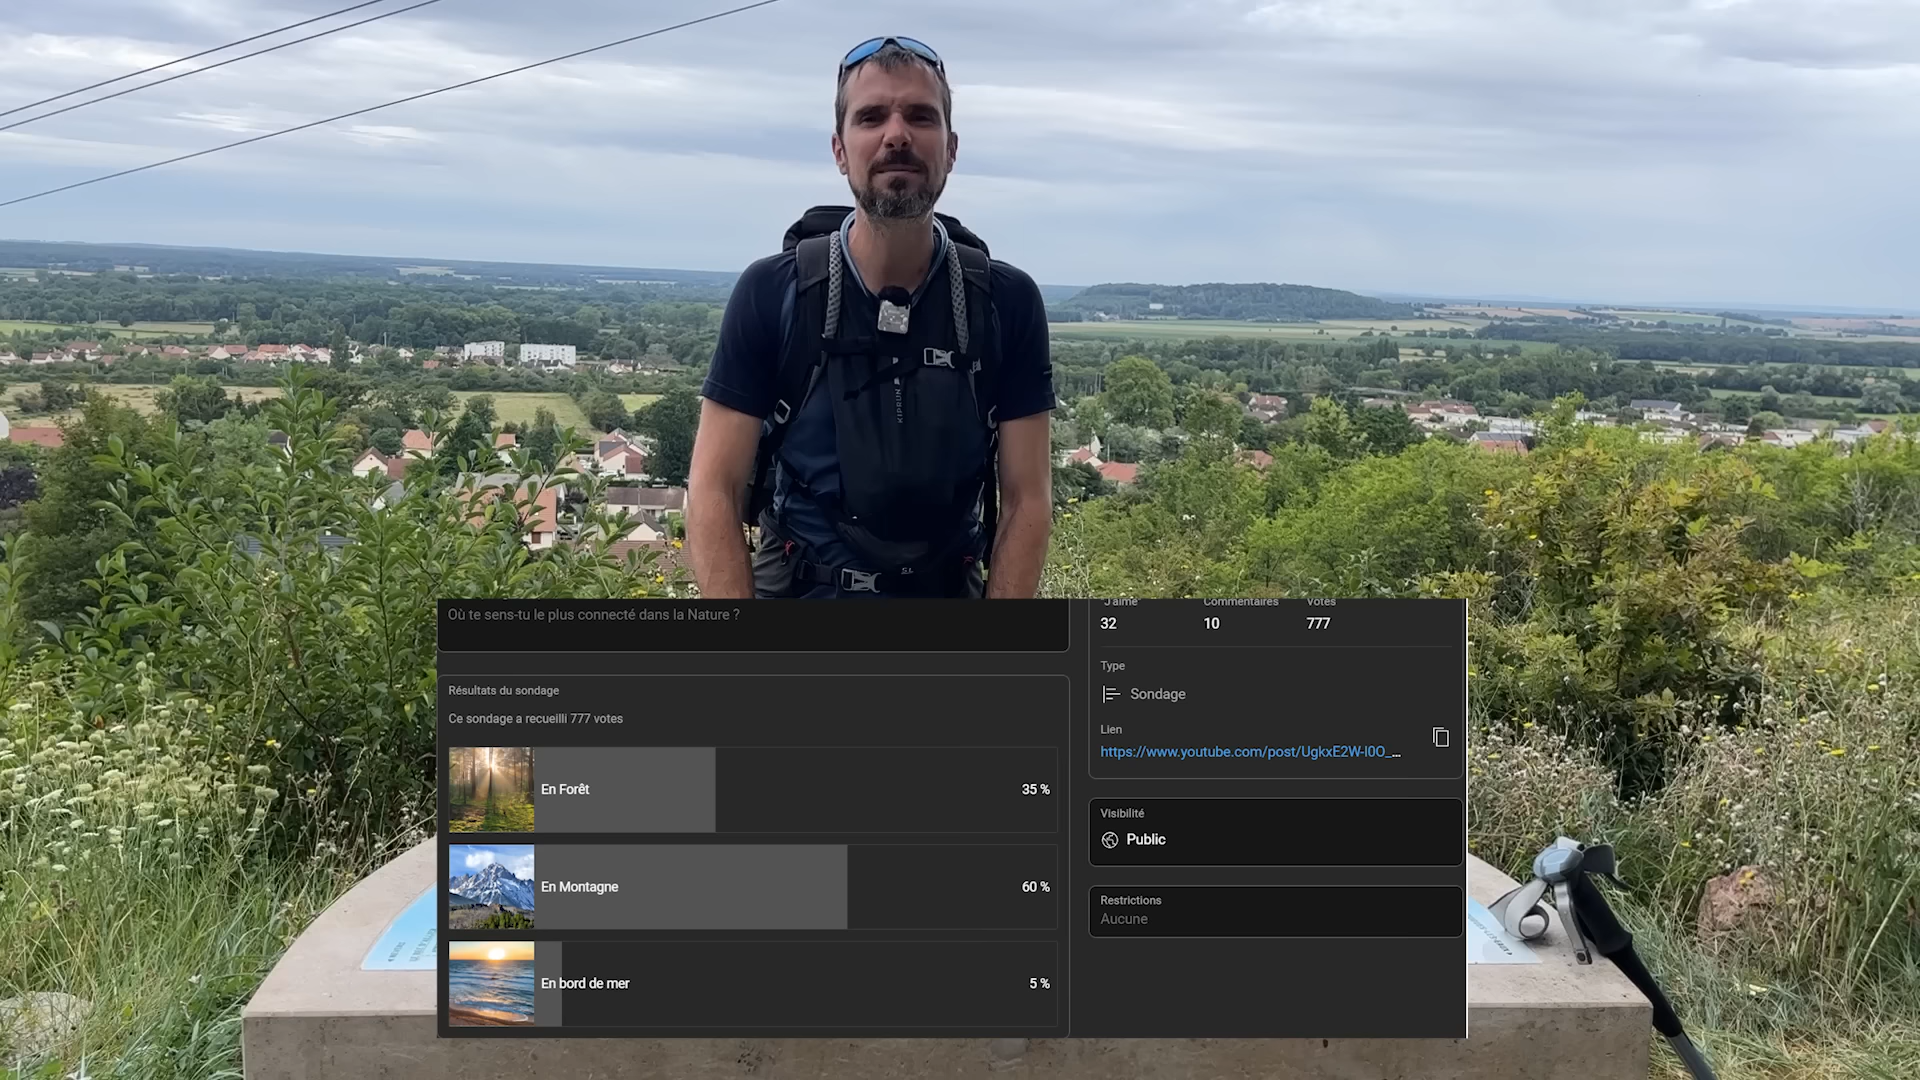 KIPRUN
5L
Où te sens-tu le plus connecté dans la Nature ?
Résultats du sondage
Ce sondage a recueilli 777 votes
En Forêt
35 %
En Montagne
60 %
En bord de mer
5 %
J'aime
Commentaires
Votes
32
10
777
Type
Sondage
Lien
https://www.youtube.com/post/UgkxE2W-l0O_...
Visibilité
Public
Restrictions
Aucune